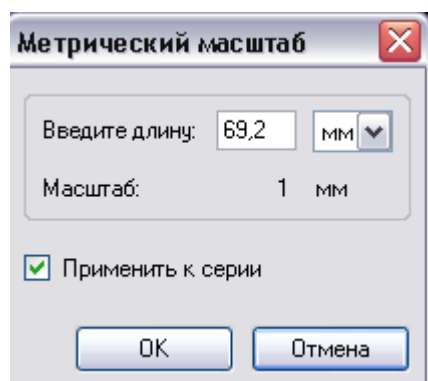 Метрический масштаб
Введите длину: 69,2 мм
Масштаб: 1 мм
Применить к серии
OK Отмена